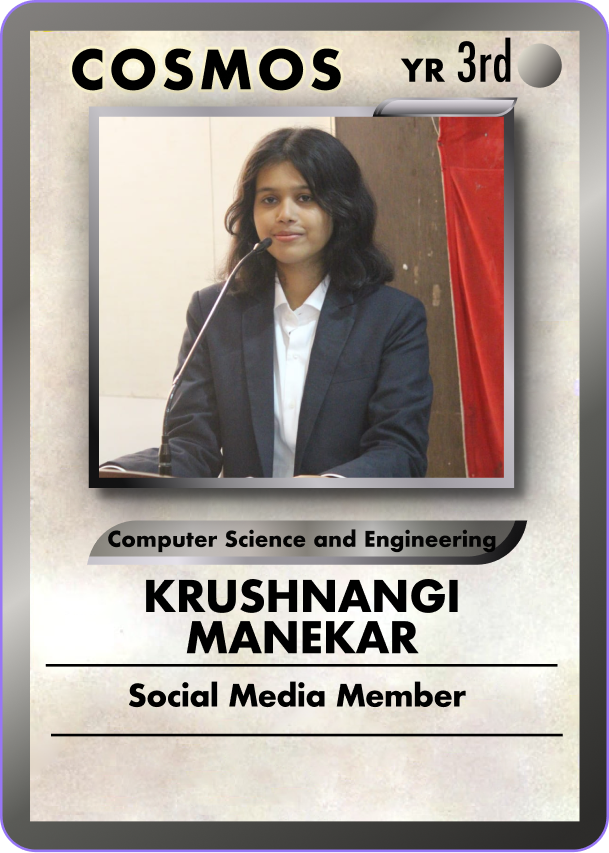 COSMOS YR 3rd
Computer Science and Engineering
KRUSHNANGI
MANEKAR
Social Media Member